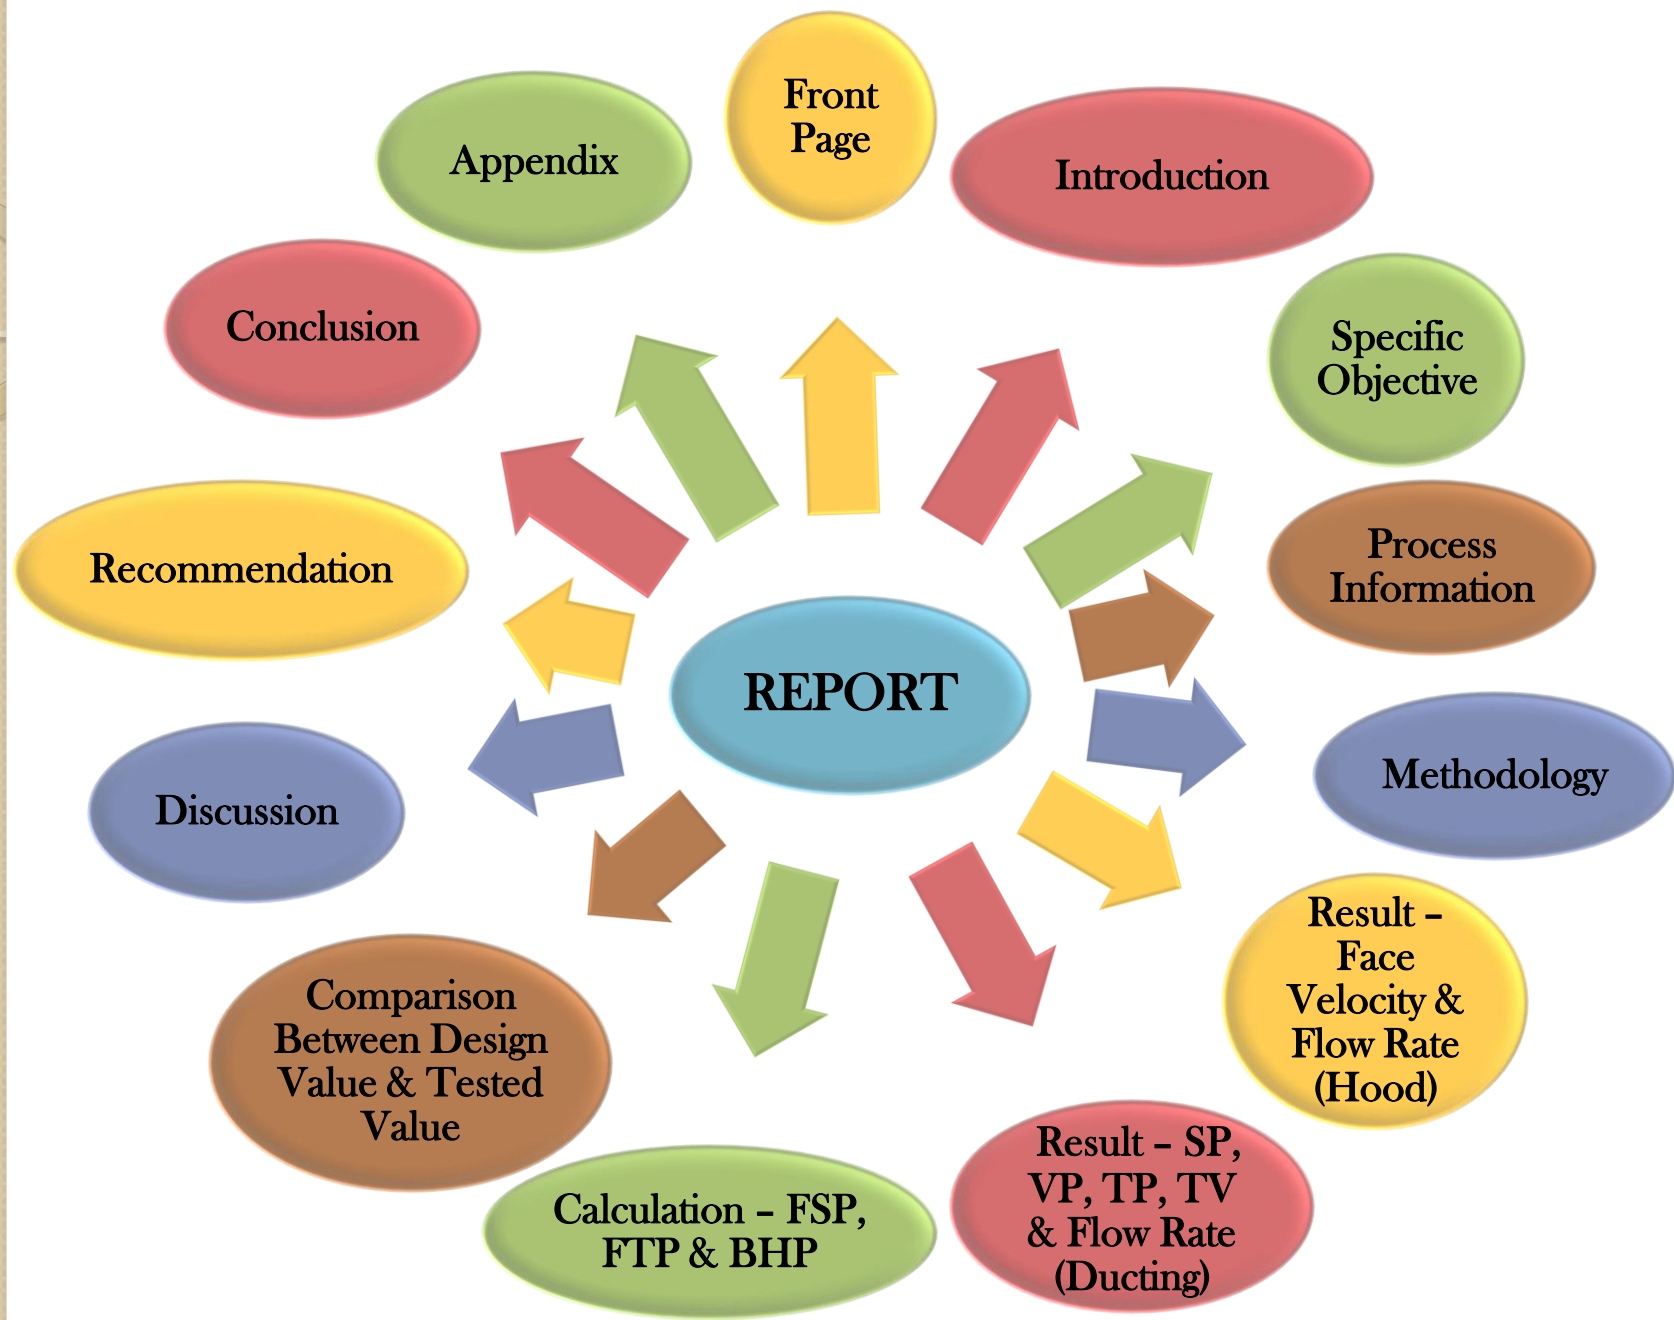 Front
Page
Introduction
Specific
Objective
Process
Information
Methodology
Result –
Face
Velocity &
Flow Rate
(Hood)
Result – SP,
VP, TP, TV
& Flow Rate
(Ducting)
Calculation – FSP,
FTP & BHP
Comparison
Between Design
Value & Tested
Value
Discussion
Recommendation
Conclusion
Appendix
REPORT